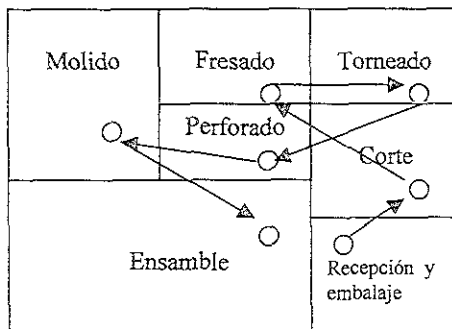 Molido
Fresado
Torneado
Perforado
Corte
Ensamble
Recepción y
embalaje